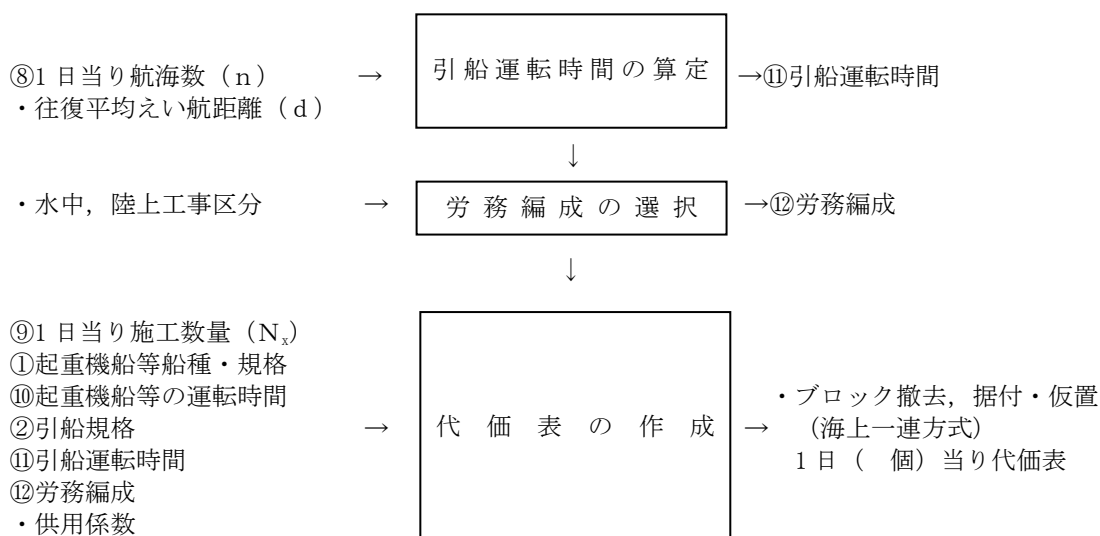 ⑧1日当り航海数（n） → 引船運転時間の算定 →⑪引船運転時間
・往復平均えい航距離（d）
↓
・水中，陸上工事区分 → 労務編成の選択 →⑫労務編成
↓
⑨1日当り施工数量（Nx）
①起重機船等船種・規格
⑩起重機船等の運転時間
②引船規格 → 代価表の作成 →
⑪引船運転時間
⑫労務編成
・供用係数
・ブロック撤去，据付・仮置
（海上一連方式）
1日（　個）当り代価表